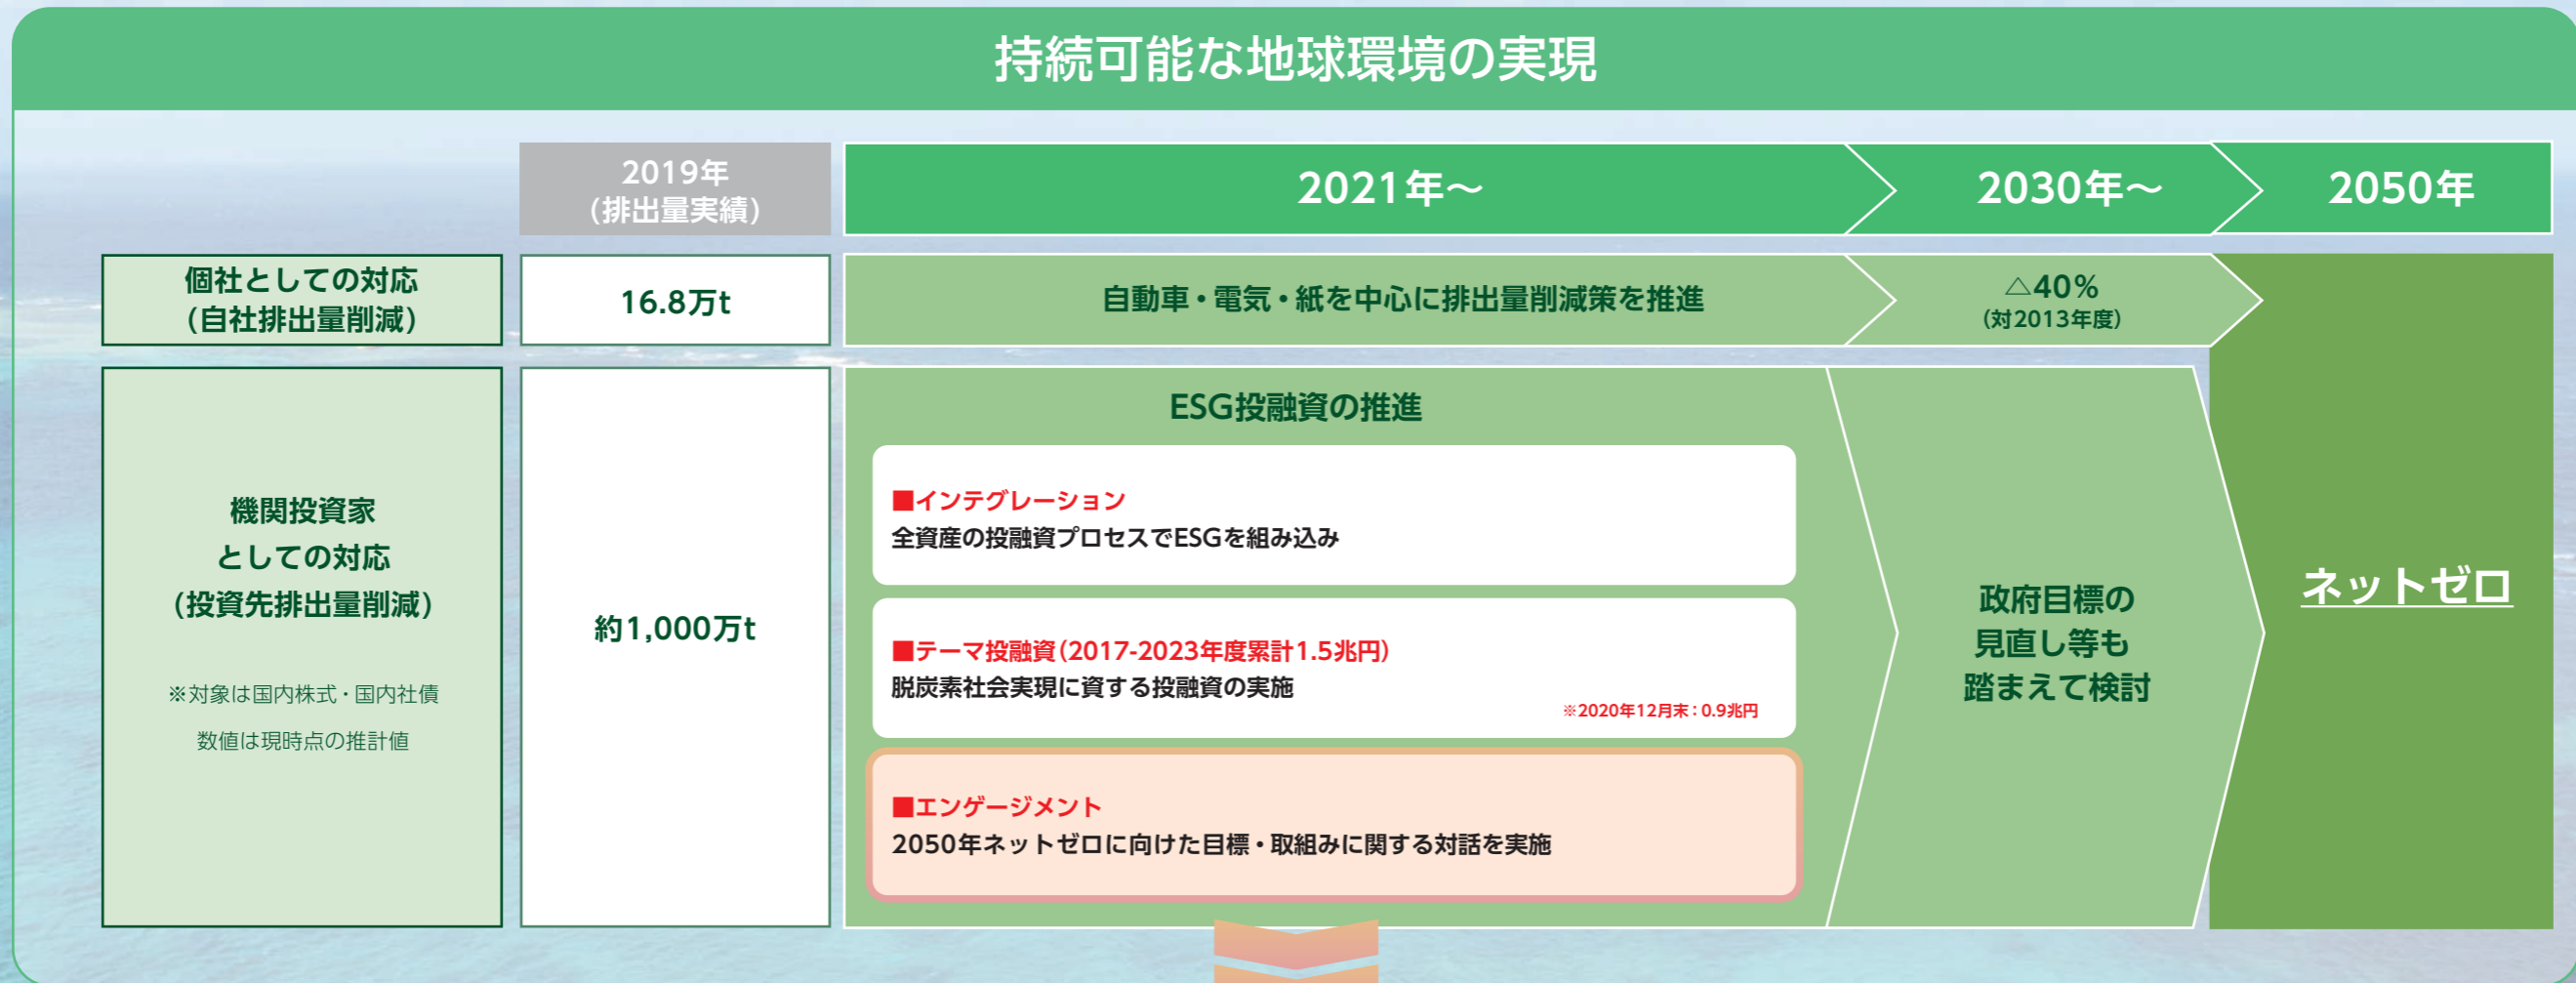 持続可能な地球環境の実現
2019年
(排出量実績)
2021年～
2030年～
2050年
個社としての対応
(自社排出量削減)
16.8万t
自動車・電気・紙を中心に排出量削減策を推進
△40%
(対2013年度)
機関投資家
としての対応
(投資先排出量削減)
※対象は国内株式・国内社債
数値は現時点の推計値
約1,000万t
ESG投融資の推進
■インテグレーション
全資産の投融資プロセスでESGを組み込み
■テーマ投融資(2017-2023年度累計1.5兆円)
脱炭素社会実現に資する投融資の実施
※2020年12月末：0.9兆円
■エンゲージメント
2050年ネットゼロに向けた目標・取組みに関する対話を実施
政府目標の
見直し等も
踏まえて検討
ネットゼロ